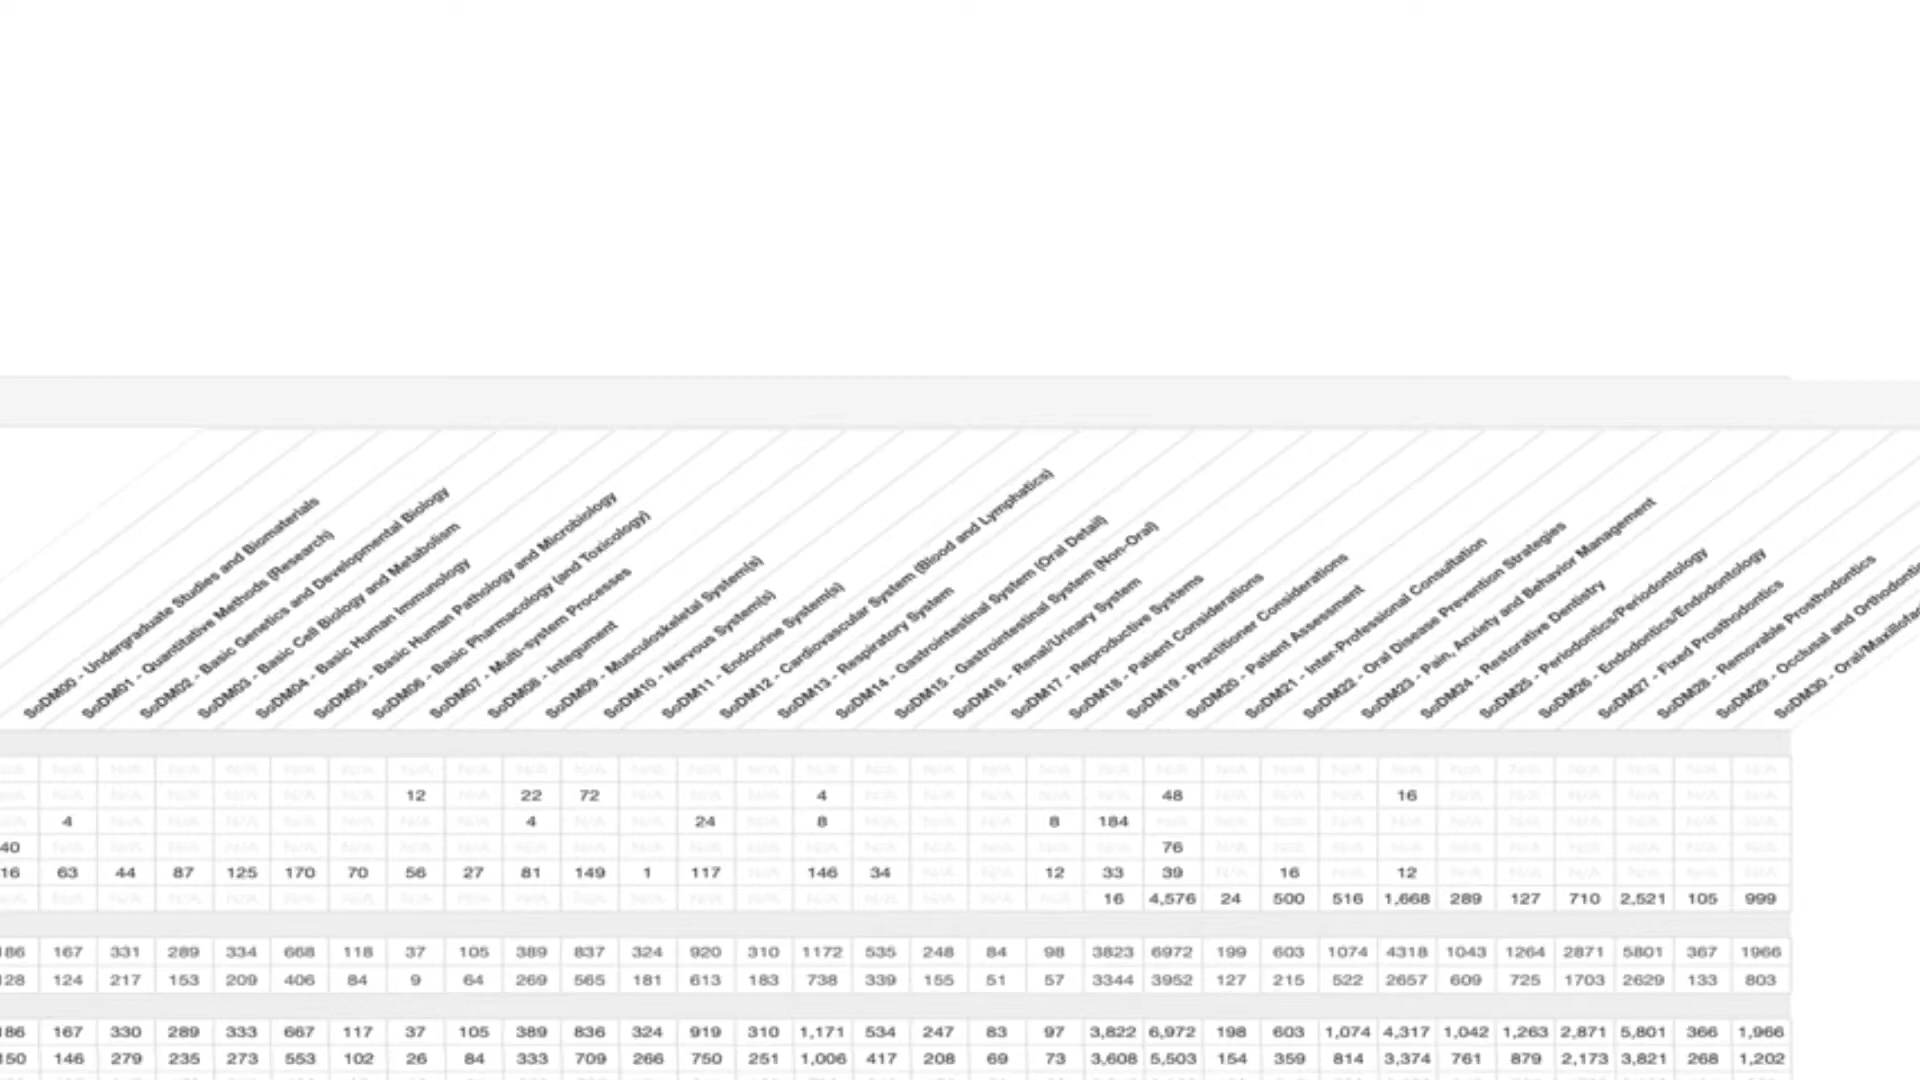 SoDM00 - Undergraduate Studies and Biomaterials
SoDM01 - Quantitative Methods (Research)
SoDM02 - Basic Genetics and Developmental Biology
SoDM03 - Basic Cell Biology and Metabolism
SoDM04 - Basic Human Immunology
SoDM05 - Basic Human Pathology and Microbiology
SoDM06 - Basic Pharmacology (and Toxicology)
SoDM07 - Multi-system Processes
SoDM08 - Integument
SoDM09 - Musculoskeletal System(s)
SoDM10 - Nervous System(s)
SoDM11 - Endocrine System(s)
SoDM12 - Cardiovascular System (Blood and Lymphatics)
SoDM13 - Respiratory System
SoDM14 - Gastrointestinal System (Oral Detail)
SoDM15 - Gastrointestinal System (Non-Oral)
SoDM16 - Renal/Urinary System
SoDM17 - Reproductive Systems
SoDM18 - Patient Considerations
SoDM19 - Practitioner Considerations
SoDM20 - Patient Assessment
SoDM21 - Inter-Professional Consultation
SoDM22 - Oral Disease Prevention Strategies
SoDM23 - Pain, Anxiety and Behavior Management
SoDM24 - Restorative Dentistry
SoDM25 - Periodontics/Periodontology
SoDM26 - Endodontics/Endodontology
SoDM27 - Fixed Prosthodontics
SoDM28 - Removable Prosthodontics
SoDM29 - Occlusal and Orthodontic
SoDM30 - Oral/Maxillofac
N/A N/A N/A N/A N/A N/A N/A N/A N/A N/A N/A N/A N/A N/A N/A N/A N/A N/A N/A N/A N/A N/A N/A N/A N/A N/A N/A N/A N/A N/A N/A
N/A N/A N/A N/A N/A N/A N/A 12 N/A 22 72 N/A N/A N/A 4 N/A N/A N/A N/A N/A 48 N/A N/A N/A 16 N/A N/A N/A N/A N/A N/A
N/A 4 N/A N/A N/A N/A N/A N/A N/A 4 N/A N/A 24 N/A 8 N/A N/A N/A 8 184 N/A N/A N/A N/A N/A N/A N/A N/A N/A N/A N/A
40 N/A N/A N/A N/A N/A N/A N/A N/A N/A N/A N/A N/A N/A N/A N/A N/A N/A N/A N/A 76 N/A N/A N/A N/A N/A N/A N/A N/A N/A N/A
16 63 44 87 125 170 70 56 27 81 149 1 117 N/A 146 34 N/A N/A 12 33 39 N/A 16 N/A 12 N/A N/A N/A N/A N/A N/A
N/A N/A N/A N/A N/A N/A N/A N/A N/A N/A N/A N/A N/A N/A N/A N/A N/A N/A N/A 16 4,576 24 500 516 1,668 289 127 710 2,521 105 999
186 167 331 289 334 668 118 37 105 389 837 324 920 310 1172 535 248 84 98 3823 6972 199 603 1074 4318 1043 1264 2871 5801 367 1966
128 124 217 153 209 406 84 9 64 269 565 181 613 183 738 339 155 51 57 3344 3952 127 215 522 2657 609 725 1703 2629 133 803
186 167 330 289 333 667 117 37 105 389 836 324 919 310 1,171 534 247 83 97 3,822 6,972 198 603 1,074 4,317 1,042 1,263 2,871 5,801 366 1,966
150 146 279 235 273 553 102 26 84 333 709 266 750 251 1,006 417 208 69 73 3,608 5,503 154 359 814 3,374 761 879 2,173 3,821 268 1,202